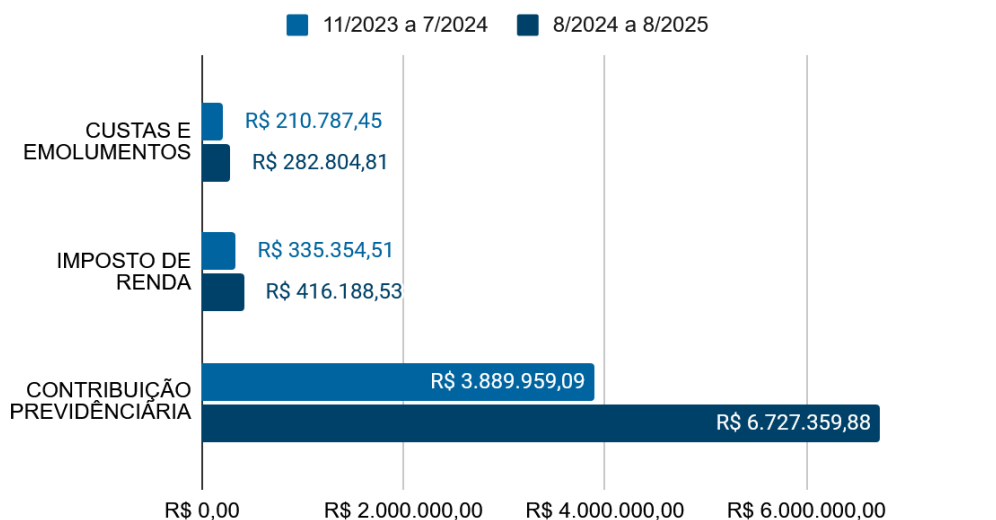 11/2023 a 7/2024 8/2024 a 8/2025
CUSTAS E
EMOLUMENTOS
R$ 210.787,45
R$ 282.804,81
IMPOSTO DE
RENDA
R$ 335.354,51
R$ 416.188,53
CONTRIBUIÇÃO
PREVIDÊNCIÁRIA
R$ 3.889.959,09
R$ 6.727.359,88
R$ 0,00 R$ 2.000.000,00 R$ 4.000.000,00 R$ 6.000.000,00